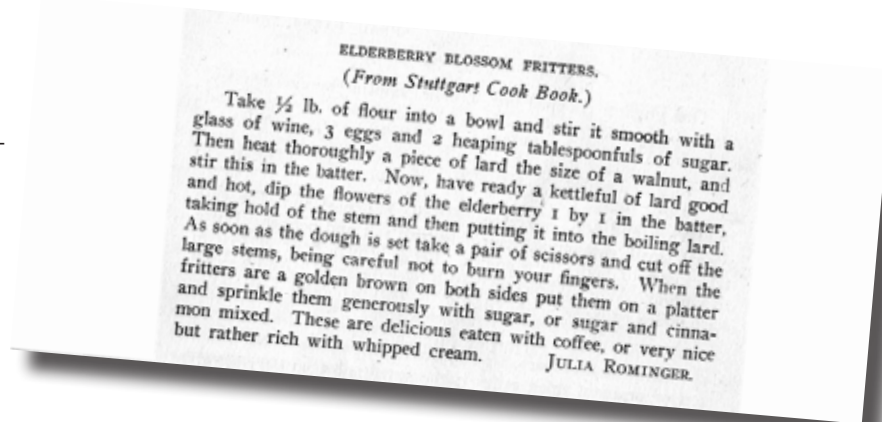 ELDERBERRY BLOSSOM FRITTERS.
(From Stuttgart Cook Book.)
Take ½ lb. of flour into a bowl and stir it smooth with a
glass of wine, 3 eggs and 2 heaping tablespoonfuls of sugar.
Then heat thoroughly a piece of lard the size of a walnut, and
stir this in the batter. Now, have ready a kettleful of lard good
and hot, dip the flowers of the elderberry 1 by 1 in the batter,
taking hold of the stem and then putting it into the boiling lard.
As soon as the dough is set take a pair of scissors and cut off the
large stems, being careful not to burn your fingers. When the
fritters are a golden brown on both sides put them on a platter
and sprinkle them generously with sugar, or sugar and cinna-
mon mixed. These are delicious eaten with coffee, or very nice
but rather rich with whipped cream. JULIA ROMINGER.